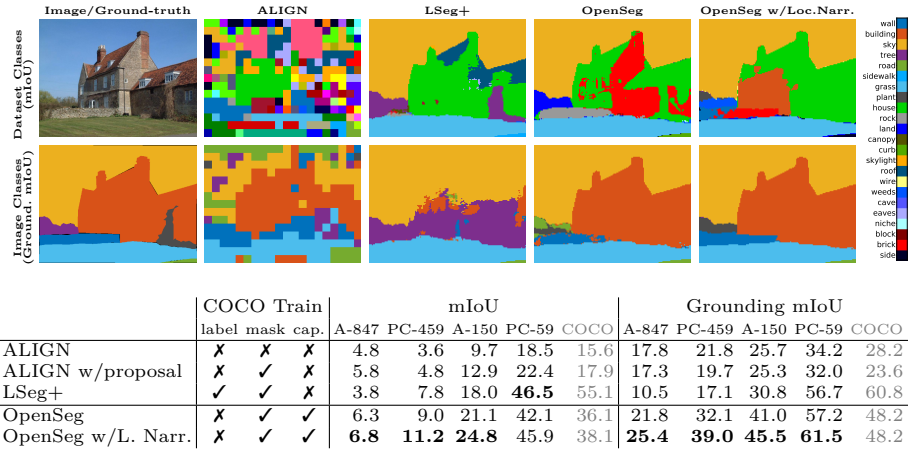 Image/Ground-truth ALIGN LSeg+ OpenSeg OpenSeg w/Loc.Narr.
Dataset Classes
(mIoU)
Image Classes
(Ground. mIoU)
wall
building
sky
tree
road
sidewalk
grass
plant
house
rock
land
canopy
curb
skylight
roof
wire
weeds
cave
eaves
niche
block
brick
side
COCO Train mIoU Grounding mIoU
label mask cap. A-847 PC-459 A-150 PC-59 COCO A-847 PC-459 A-150 PC-59 COCO
ALIGN ✗ ✗ ✗ 4.8 3.6 9.7 18.5 15.6 17.8 21.8 25.7 34.2 28.2
ALIGN w/proposal ✗ ✓ ✗ 5.8 4.8 12.9 22.4 17.9 17.3 19.7 25.3 32.0 23.6
LSeg+ ✓ ✓ ✗ 3.8 7.8 18.0 46.5 55.1 10.5 17.1 30.8 56.7 60.8
OpenSeg ✗ ✓ ✓ 6.3 9.0 21.1 42.1 36.1 21.8 32.1 41.0 57.2 48.2
OpenSeg w/L. Narr. ✗ ✓ ✓ 6.8 11.2 24.8 45.9 38.1 25.4 39.0 45.5 61.5 48.2